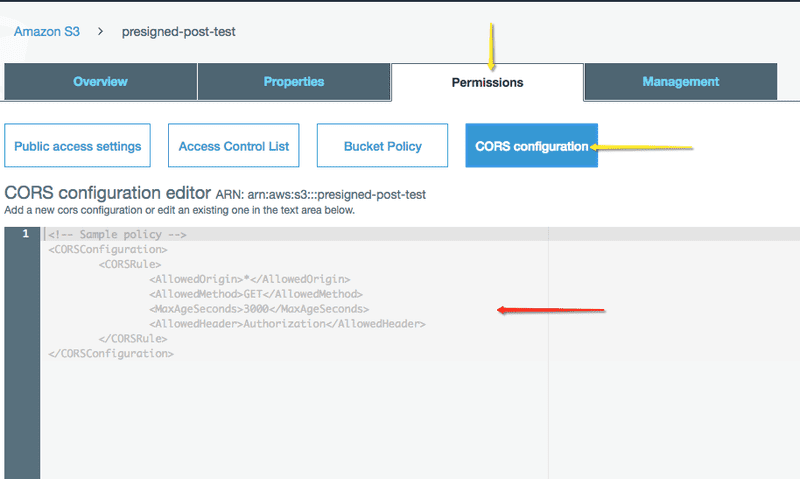 Amazon S3 > presigned-post-test
Overview Properties Permissions Management
Public access settings Access Control List Bucket Policy CORS configuration
CORS configuration editor ARN: arn:aws:s3:::presigned-post-test
Add a new cors configuration or edit an existing one in the text area below.
1 <!-- Sample policy -->
<CORSConfiguration>
<CORSRule>
<AllowedOrigin>*</AllowedOrigin>
<AllowedMethod>GET</AllowedMethod>
<MaxAgeSeconds>3000</MaxAgeSeconds>
<AllowedHeader>Authorization</AllowedHeader>
</CORSRule>
</CORSConfiguration>